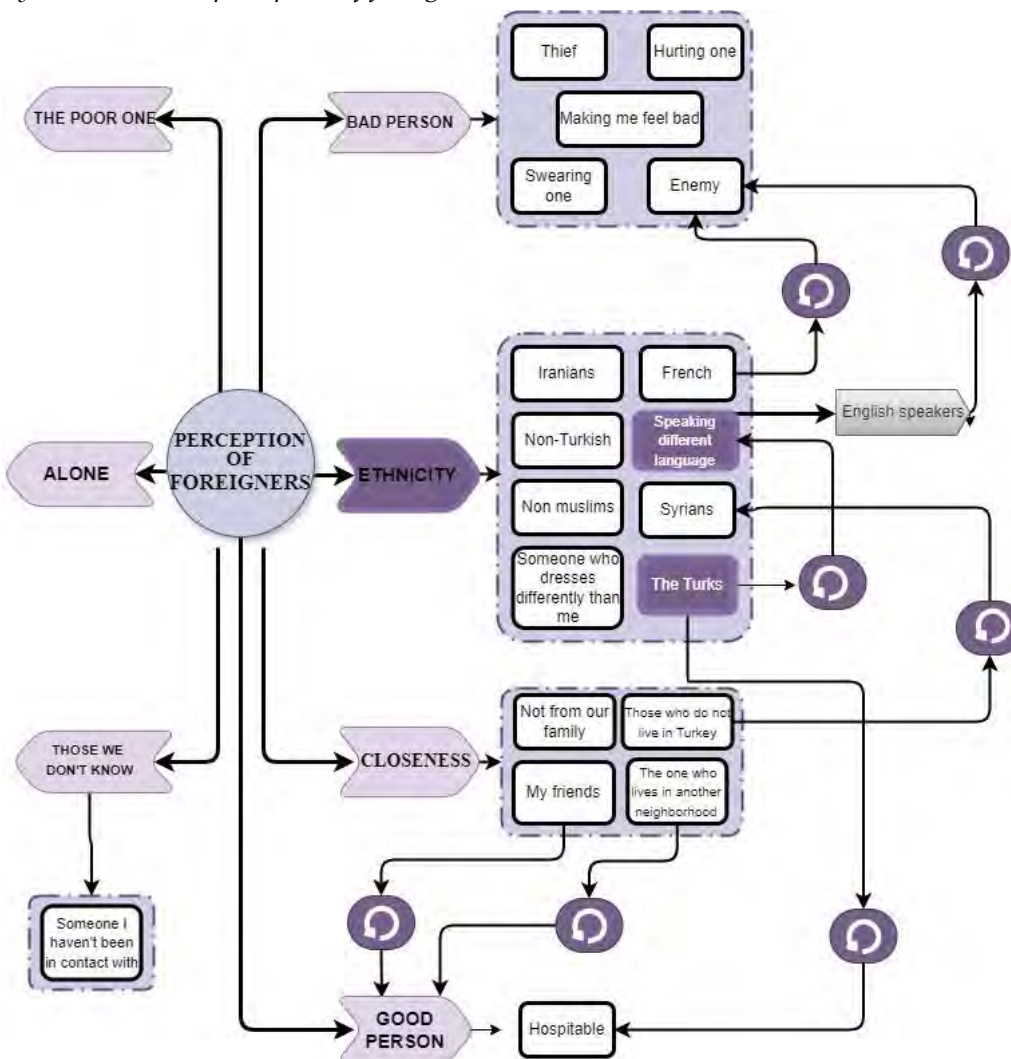 Thief
Hurting one
THE POOR ONE
BAD PERSON
Making me feel bad
Swearing
one
Enemy
Iranians
French
English speakers
PERCEPTION
OF
FOREIGNERS
Non-Turkish
Speaking
different
language
ALONE
ETHNICITY
Non muslims
Syrians
Someone who
dresses
differently than
me
The Turks
Not from our
family
Those who do not
live in Turkey
THOSE WE
DON'T KNOW
CLOSENESS
My friends
The one who
lives in another
neighborhood
Someone I
haven't been
in contact with
GOOD
PERSON
Hospitable